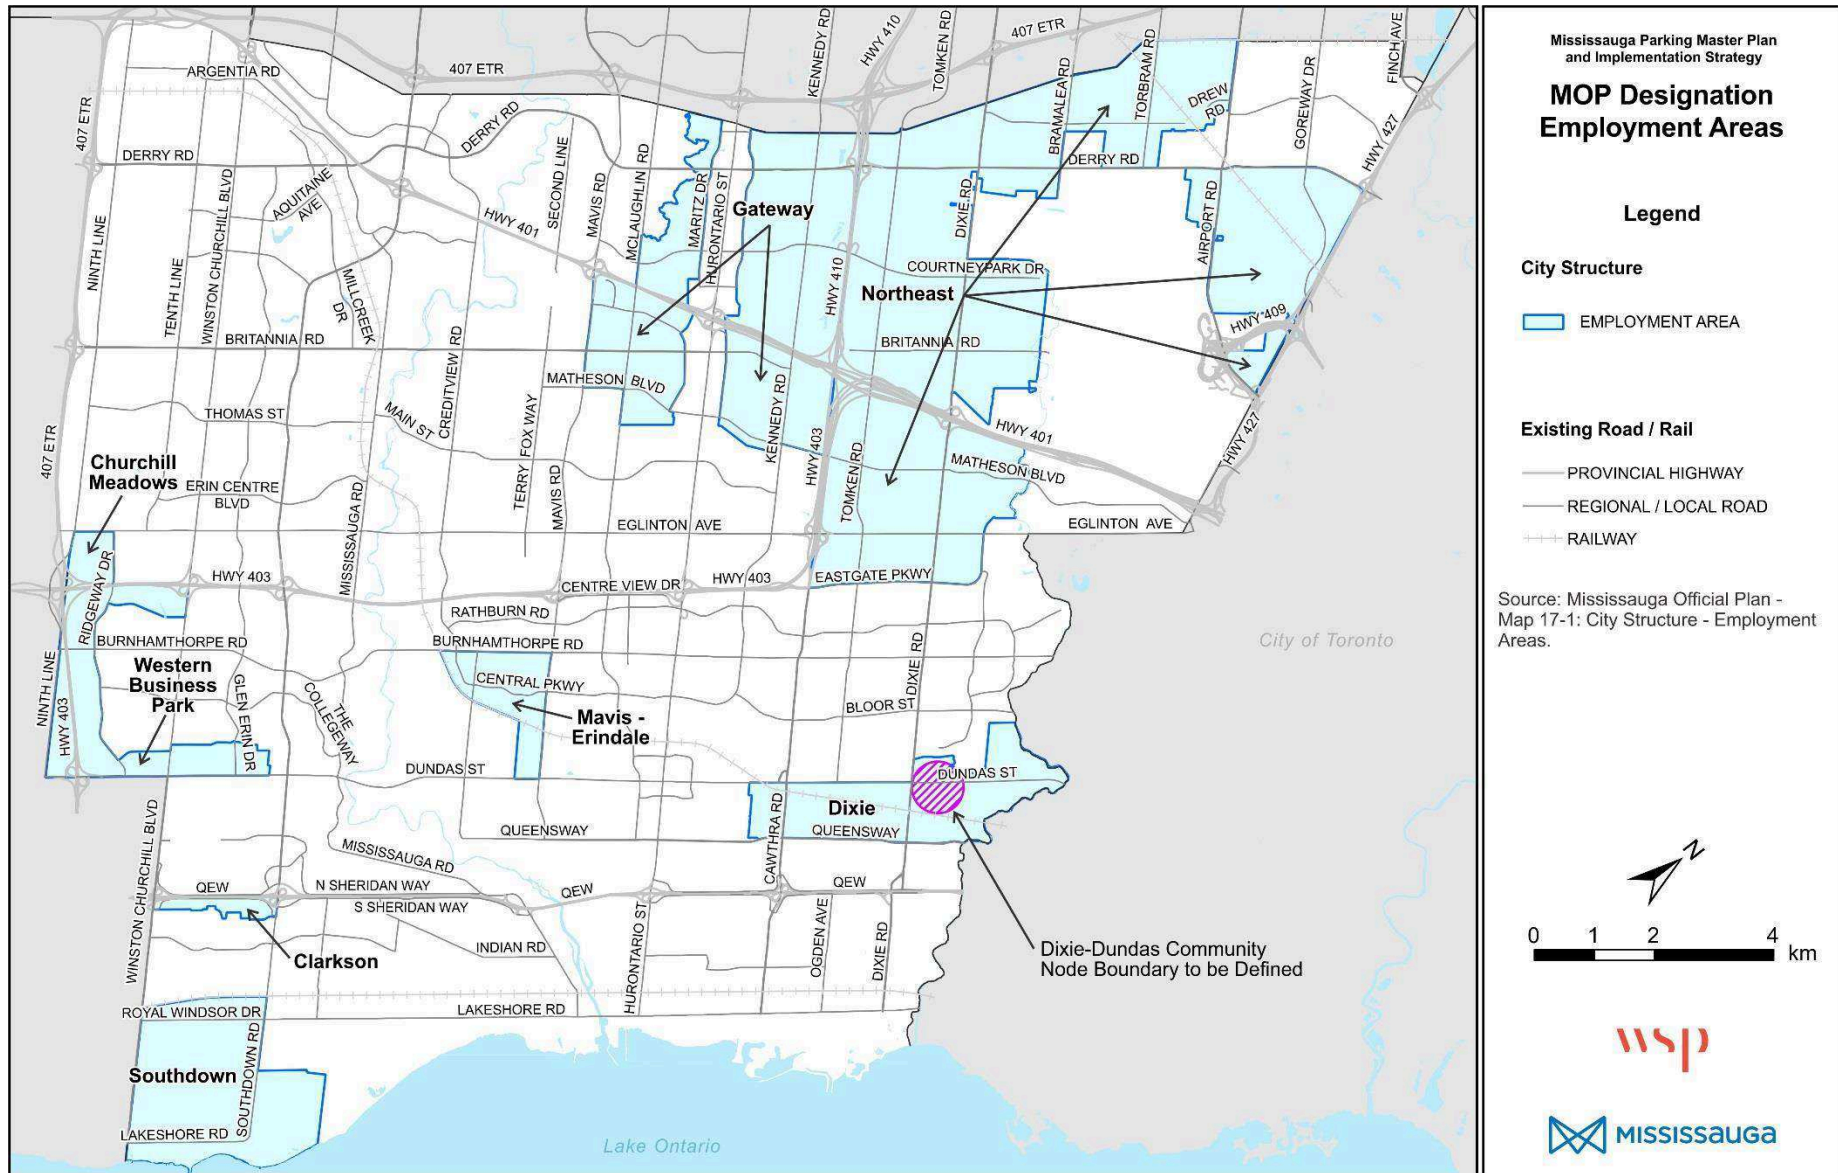 KENNEDY RD
HWY 410
TOMKEN RD
407 ETR
FINCH AVE
ARGENTIA RD
407 ETR
BRAMALEA RD
TORBRAM RD
DREW
RD
GOREWAY DR
HWY 427
407 ETR
DERRY RD
DERRY RD
DERRY RD
SECOND LINE
MAVIS RD
MCLAUGHLIN RD
MARITZ DR
HURONTARIO ST
NINTH LINE
WINSTON CHURCHILL BLVD
AQUITAINE
AVE
HWY 401
Gateway
DIXIE RD
AIRPORT RD
TENTH LINE
MILLCREEK
DR
COURTNEYPARK DR
HWY 410
Northeast
HWY 409
BRITANNIA RD
CREDITVIEW RD
BRITANNIA RD
MATHESON BLVD
KENNEDY RD
THOMAS ST
MAIN ST
TERRY FOX WAY
HWY 401
HWY 427
407 ETR
Churchill
Meadows
ERIN CENTRE
BLVD
MISSISSAUGA RD
MAVIS RD
HWY 403
TOMKEN RD
MATHESON BLVD
EGLINTON AVE
EGLINTON AVE
RIDGEWAY DR
HWY 403
CENTRE VIEW DR
HWY 403
EASTGATE PKWY
RATHBURN RD
BURNHAMTHORPE RD
BURNHAMTHORPE RD
City of Toronto
NINTH LINE
HWY 403
Western
Business
Park
GLEN ERIN DR
THE
COLLEGEWAY
CENTRAL PKWY
Mavis -
Erindale
DIXIE RD
BLOOR ST
DUNDAS ST
DUNDAS ST
Dixie
CAWTHRA RD
QUEENSWAY
QUEENSWAY
WINSTON CHURCHILL BLVD
MISSISSAUGA RD
QEW
N SHERIDAN WAY
S SHERIDAN WAY
QEW
QEW
Clarkson
INDIAN RD
HURONTARIO ST
OGDEN AVE
DIXIE RD
Dixie-Dundas Community
Node Boundary to be Defined
ROYAL WINDSOR DR
LAKESHORE RD
Southdown
SOUTHDOWN RD
LAKESHORE RD
Lake Ontario
Mississauga Parking Master Plan
and Implementation Strategy
MOP Designation
Employment Areas
Legend
City Structure
EMPLOYMENT AREA
Existing Road / Rail
PROVINCIAL HIGHWAY
REGIONAL / LOCAL ROAD
RAILWAY
Source: Mississauga Official Plan -
Map 17-1: City Structure - Employment
Areas.
N
0 1 2 4
km
wsp
MISSISSAUGA